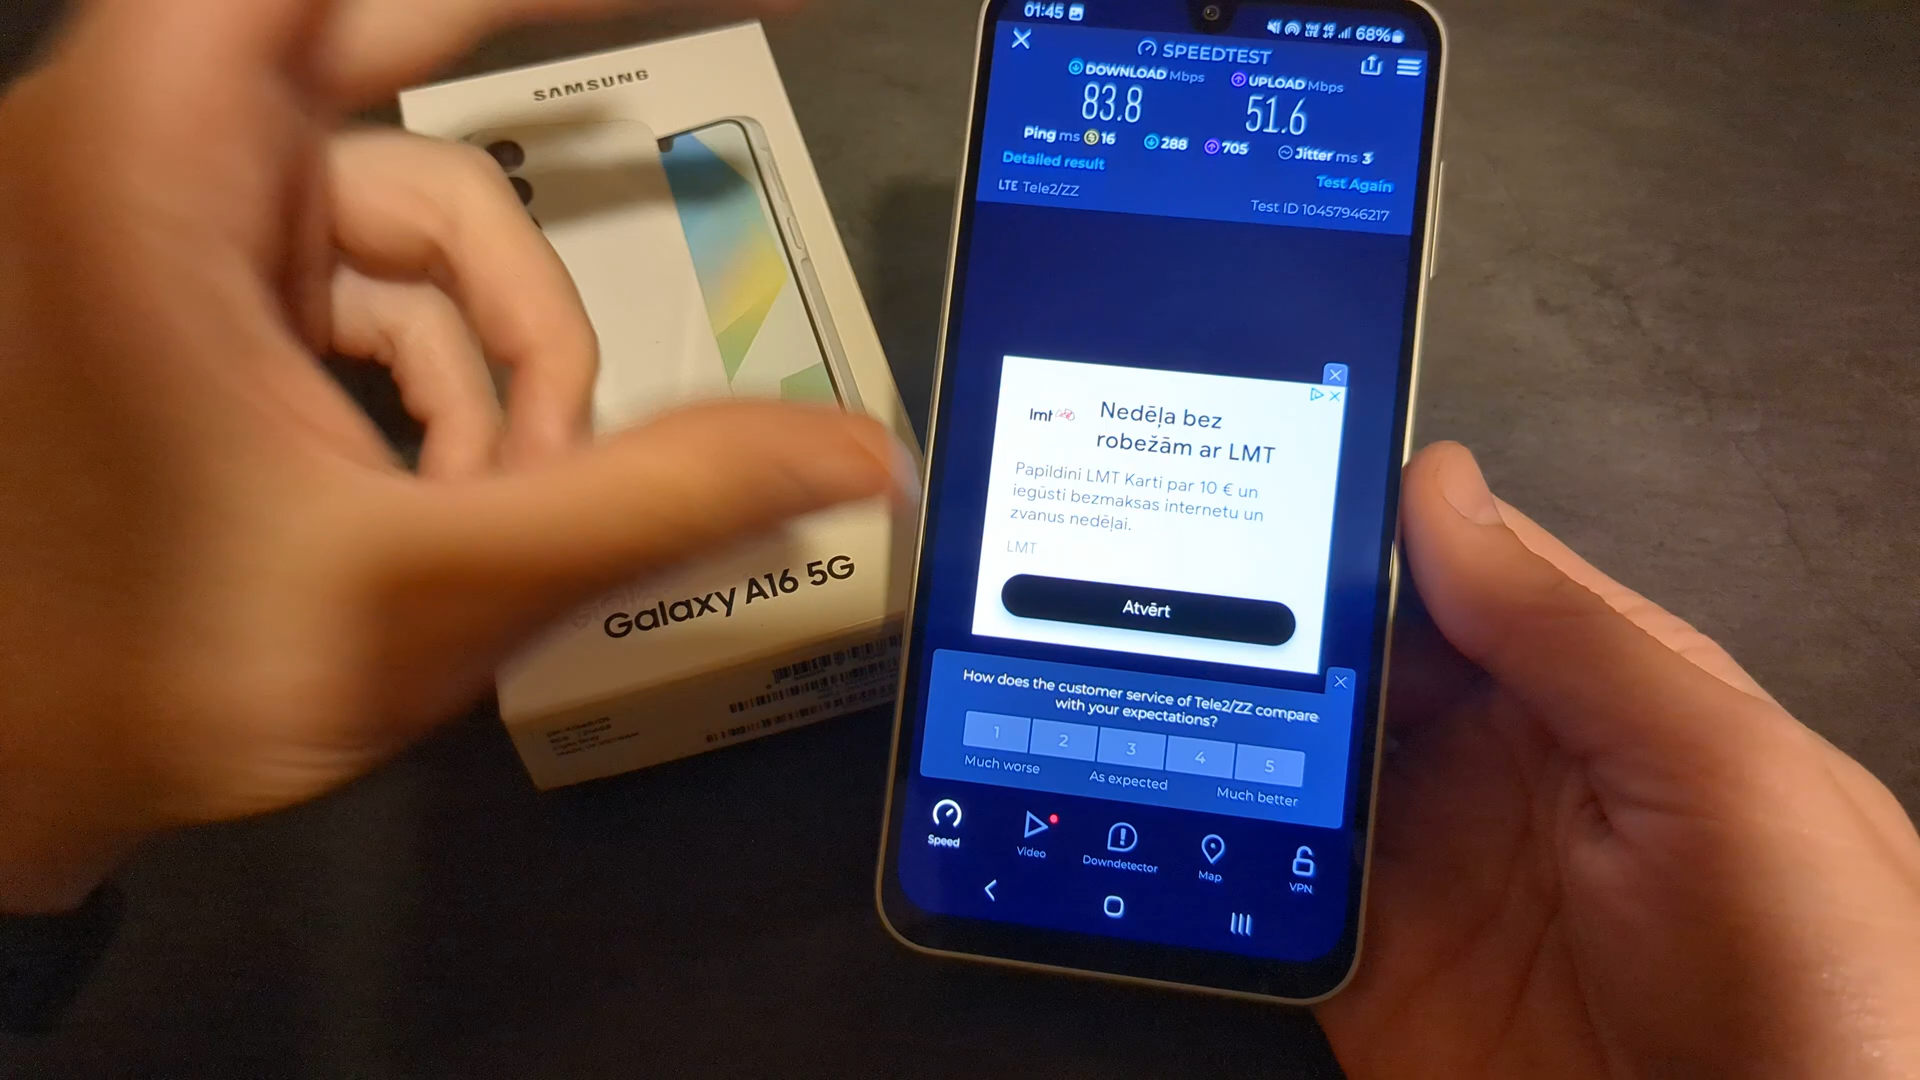 SAMSUNG
Galaxy A16 5G
01:45
68%
SPEEDTEST
DOWNLOAD Mbps
83.8
UPLOAD Mbps
51.6
Ping ms 16 288 705 Jitter ms 3
Detailed result
Test Again
LTE Tele2/ZZ
Test ID 10457946217
lmt
Nedēļa bez
robežām ar LMT
Papildini LMT Karti par 10 € un
iegūsti bezmaksas internetu un
zvanus nedēļai.
LMT
Atvērt
How does the customer service of Tele2/ZZ compare
with your expectations?
1 2 3 4 5
Much worse As expected Much better
Speed Video Downdetector Map VPN